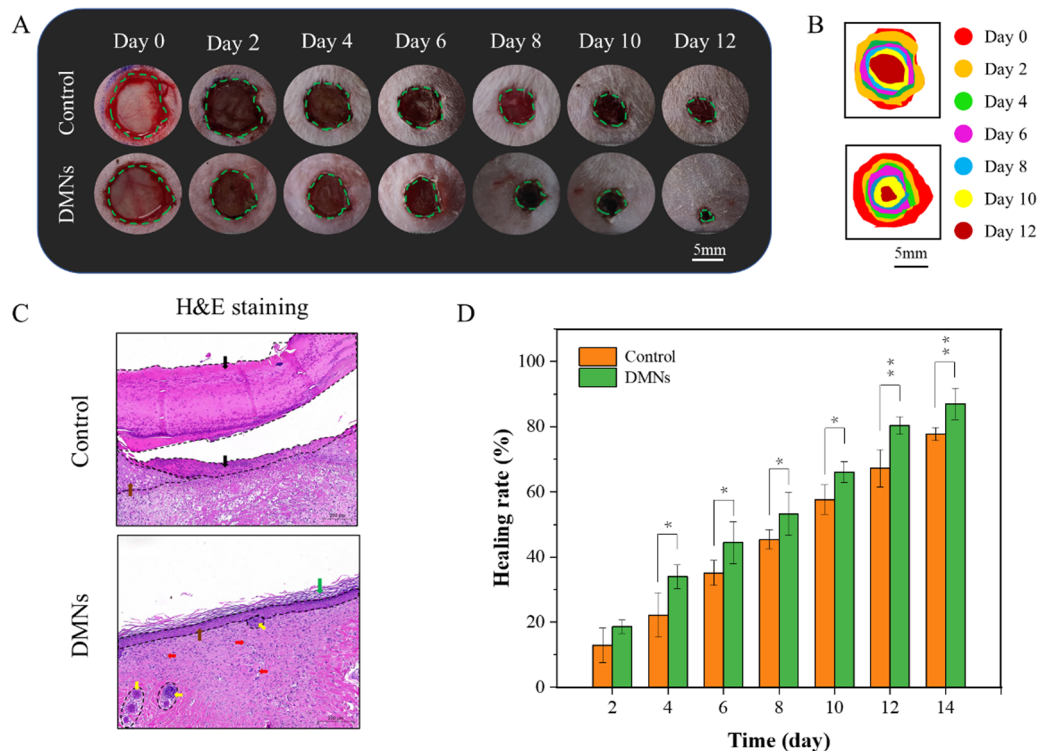 A
Day 0 Day 2 Day 4 Day 6 Day 8 Day 10 Day 12
Control
DMNs
5mm
B
Day 0
Day 2
Day 4
Day 6
Day 8
Day 10
Day 12
5mm
C
H&E staining
Control
DMNs
D
Control
DMNs
* * * * ** **
Healing rate (%)
100
80
60
40
20
0
2 4 6 8 10 12 14
Time (day)